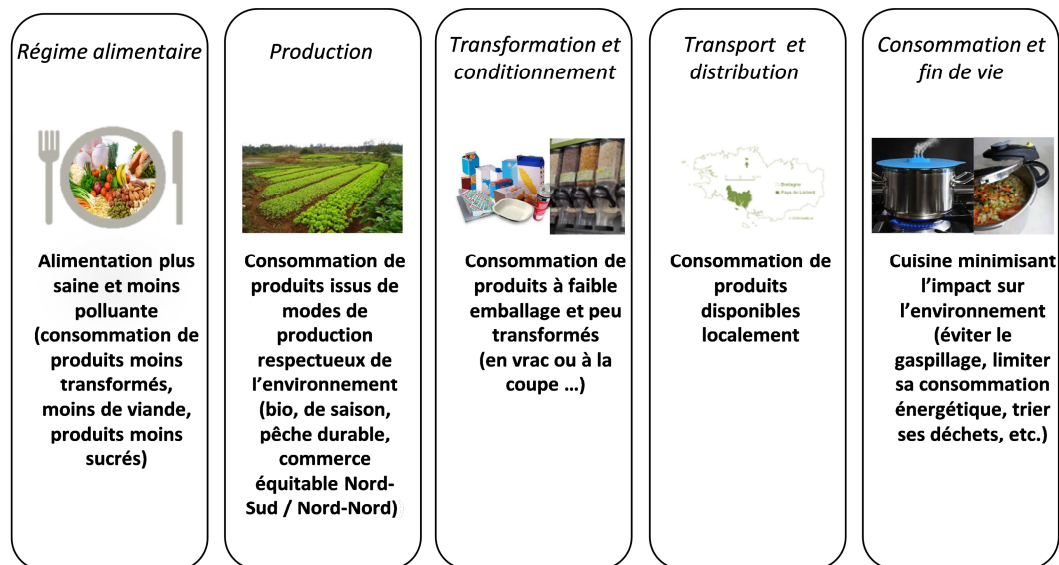 Régime alimentaire
Alimentation plus
saine et moins
polluante
(consommation de
produits moins
transformés,
moins de viande,
produits moins
sucrés)
Production
Consommation de
produits issus de
modes de
production
respectueux de
l'environnement
(bio, de saison,
pêche durable,
commerce
équitable Nord-
Sud / Nord-Nord)
Transformation et
conditionnement
Consommation de
produits à faible
emballage et peu
transformés
(en vrac ou à la
coupe …)
Transport et
distribution
Bretagne
Pays de Lorient
Consommation de
produits
disponibles
localement
Consommation et
fin de vie
Cuisine minimisant
l'impact sur
l'environnement
(éviter le
gaspillage, limiter
sa consommation
énergétique, trier
ses déchets, etc.)